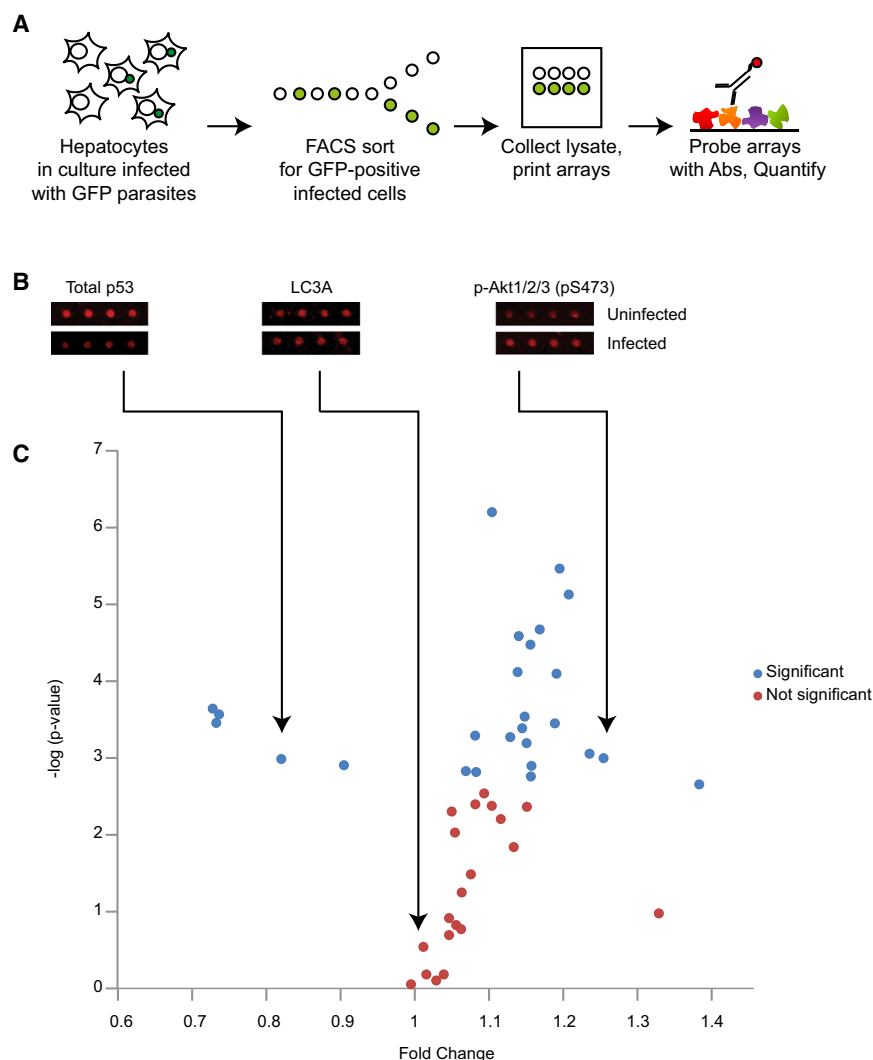 A
Hepatocytes
in culture infected
with GFP parasites
FACS sort
for GFP-positive
infected cells
Collect lysate,
print arrays
Probe arrays
with Abs, Quantify
B
Total p53
LC3A
p-Akt1/2/3 (pS473)
Uninfected
Infected
C
7
6
5
4
3
2
1
0
-log (p-value)
Significant
Not significant
0.6 0.7 0.8 0.9 1 1.1 1.2 1.3 1.4
Fold Change